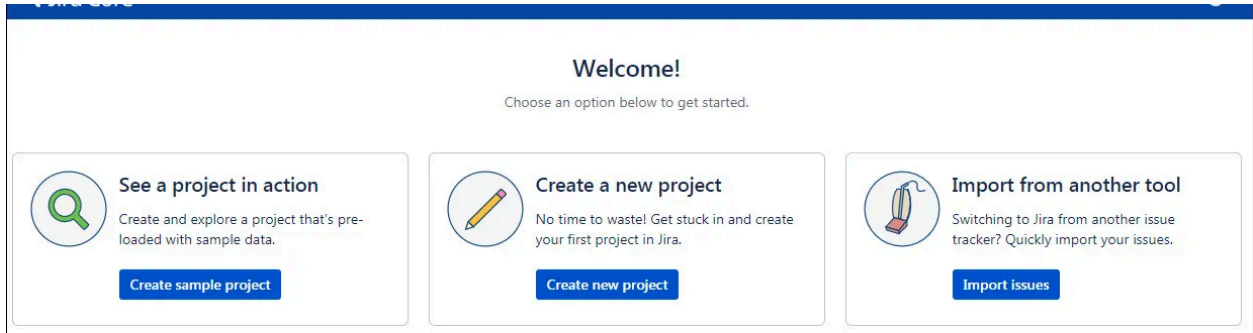 Jira Core
Welcome!
Choose an option below to get started.
See a project in action
Create and explore a project that's pre-
loaded with sample data.
Create sample project
Create a new project
No time to waste! Get stuck in and create
your first project in Jira.
Create new project
Import from another tool
Switching to Jira from another issue
tracker? Quickly import your issues.
Import issues